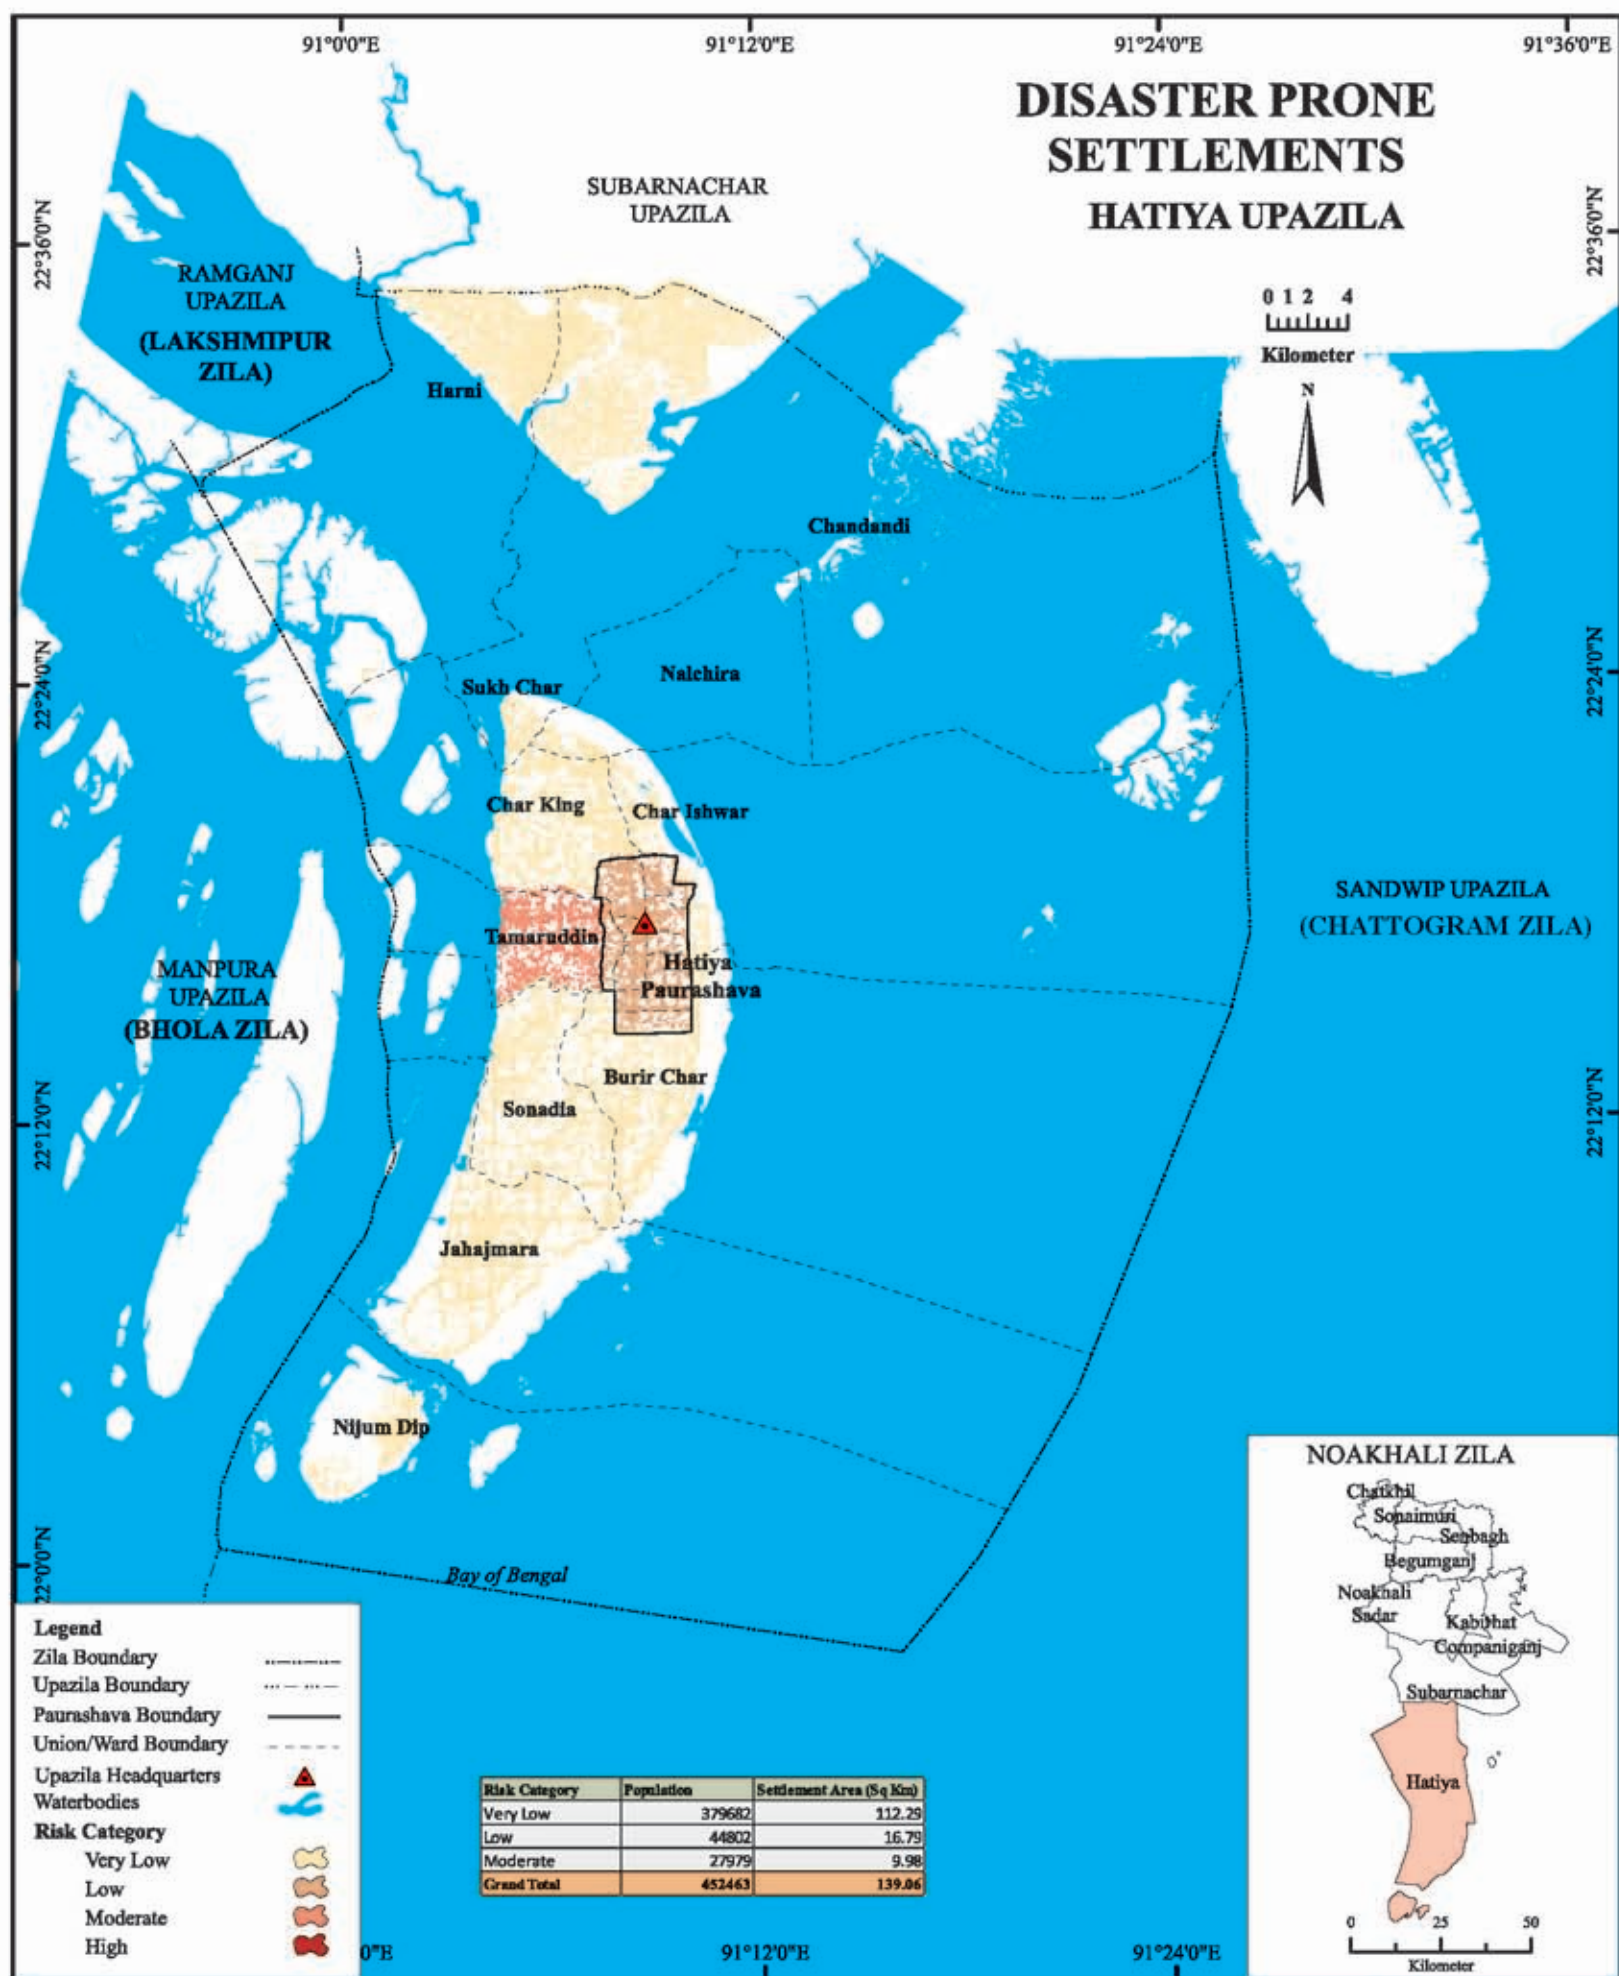 91°0'0"E
91°12'0"E
91°24'0"E
91°36'0"E
DISASTER PRONE
SETTLEMENTS
HATIYA UPAZILA
SUBARNACHAR
UPAZILA
22°36'0"N
22°36'0"N
RAMGANJ
UPAZILA
(LAKSHMIPUR
ZILA)
0 1 2 4
Kilometer
N
Harni
Chandandi
Nalchira
Sukh Char
22°24'0"N
22°24'0"N
Char King
Char Ishwar
SANDWIP UPAZILA
(CHATTOGRAM ZILA)
Tamaruddin
Hatiya
Paurashava
MANPURA
UPAZILA
(BHOLA ZILA)
Burir Char
Sonadia
22°12'0"N
22°12'0"N
Jahajmara
Nijum Dip
22°0'0"N
Bay of Bengal
NOAKHALI ZILA
Chatkhil
Sonaimuri
Senbagh
Begumganj
Noakhali
Sadar
Kabirhat
Companiganj
Subarnachar
Hatiya
0 25 50
Kilometer
Legend
Zila Boundary
Upazila Boundary
Paurashava Boundary
Union/Ward Boundary
Upazila Headquarters
Waterbodies
Risk Category
Very Low
Low
Moderate
High
Risk Category Population Settlement Area (Sq Km)
Very Low 379682 112.29
Low 44802 16.79
Moderate 27979 9.98
Grand Total 452463 139.06
0"E
91°12'0"E
91°24'0"E